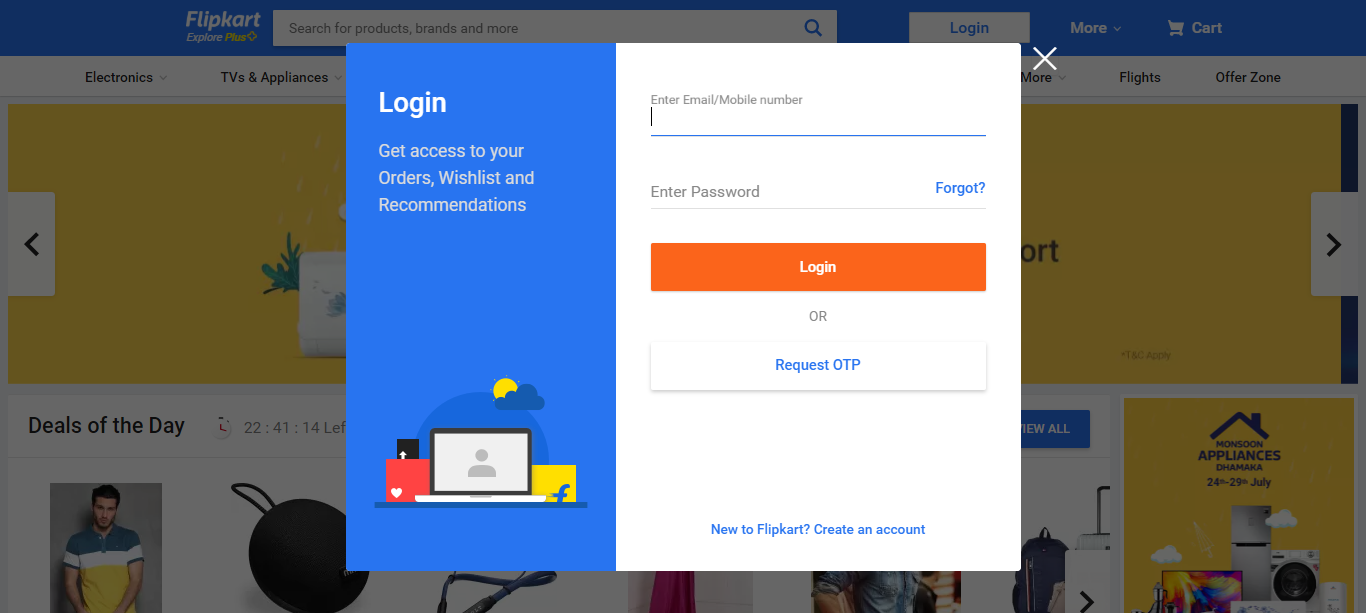 Flipkart
Explore Plus
Search for products, brands and more
Login
More
Cart
Electronics
TVs & Appliances
More
Flights
Offer Zone
Login
Get access to your
Orders, Wishlist and
Recommendations
Enter Email/Mobile number
Enter Password
Forgot?
Login
OR
Request OTP
New to Flipkart? Create an account
ort
*T&C Apply
Deals of the Day
22 : 41 : 14 Lef
VIEW ALL
MONSOON
APPLIANCES
DHAMAKA
24th-29th July